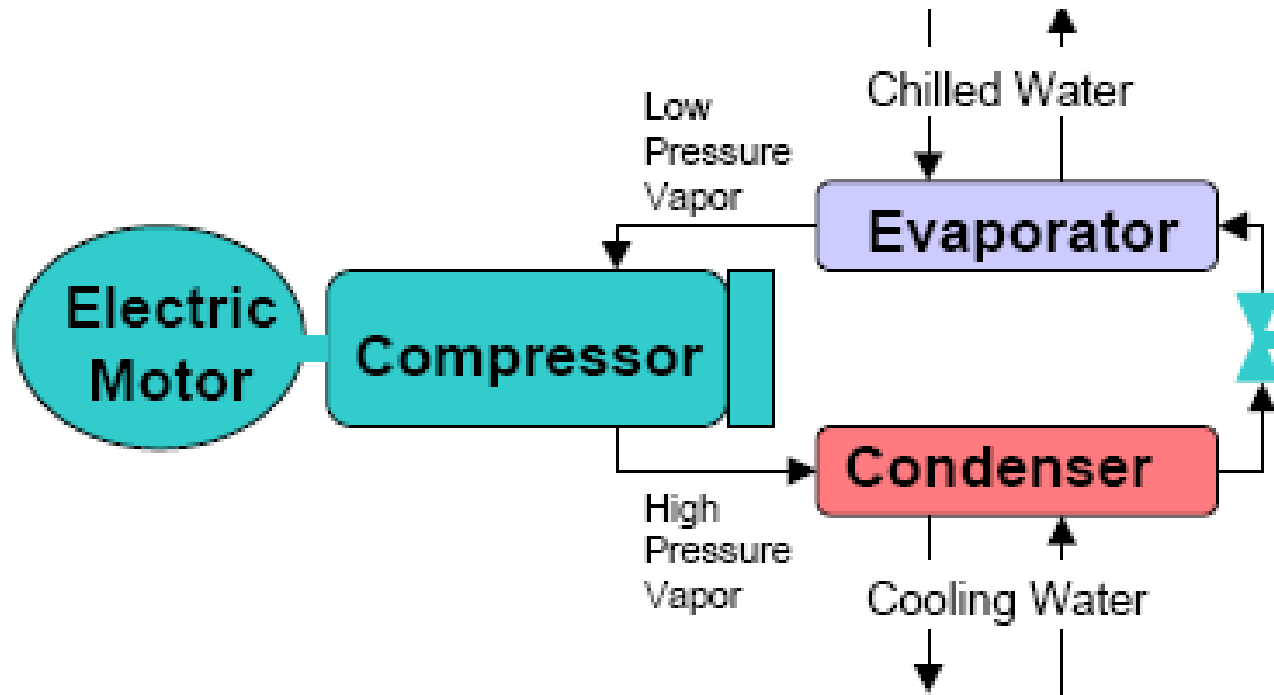 Chilled Water
Low
Pressure
Vapor
Evaporator
Electric
Motor
Compressor
Condenser
High
Pressure
Vapor
Cooling Water